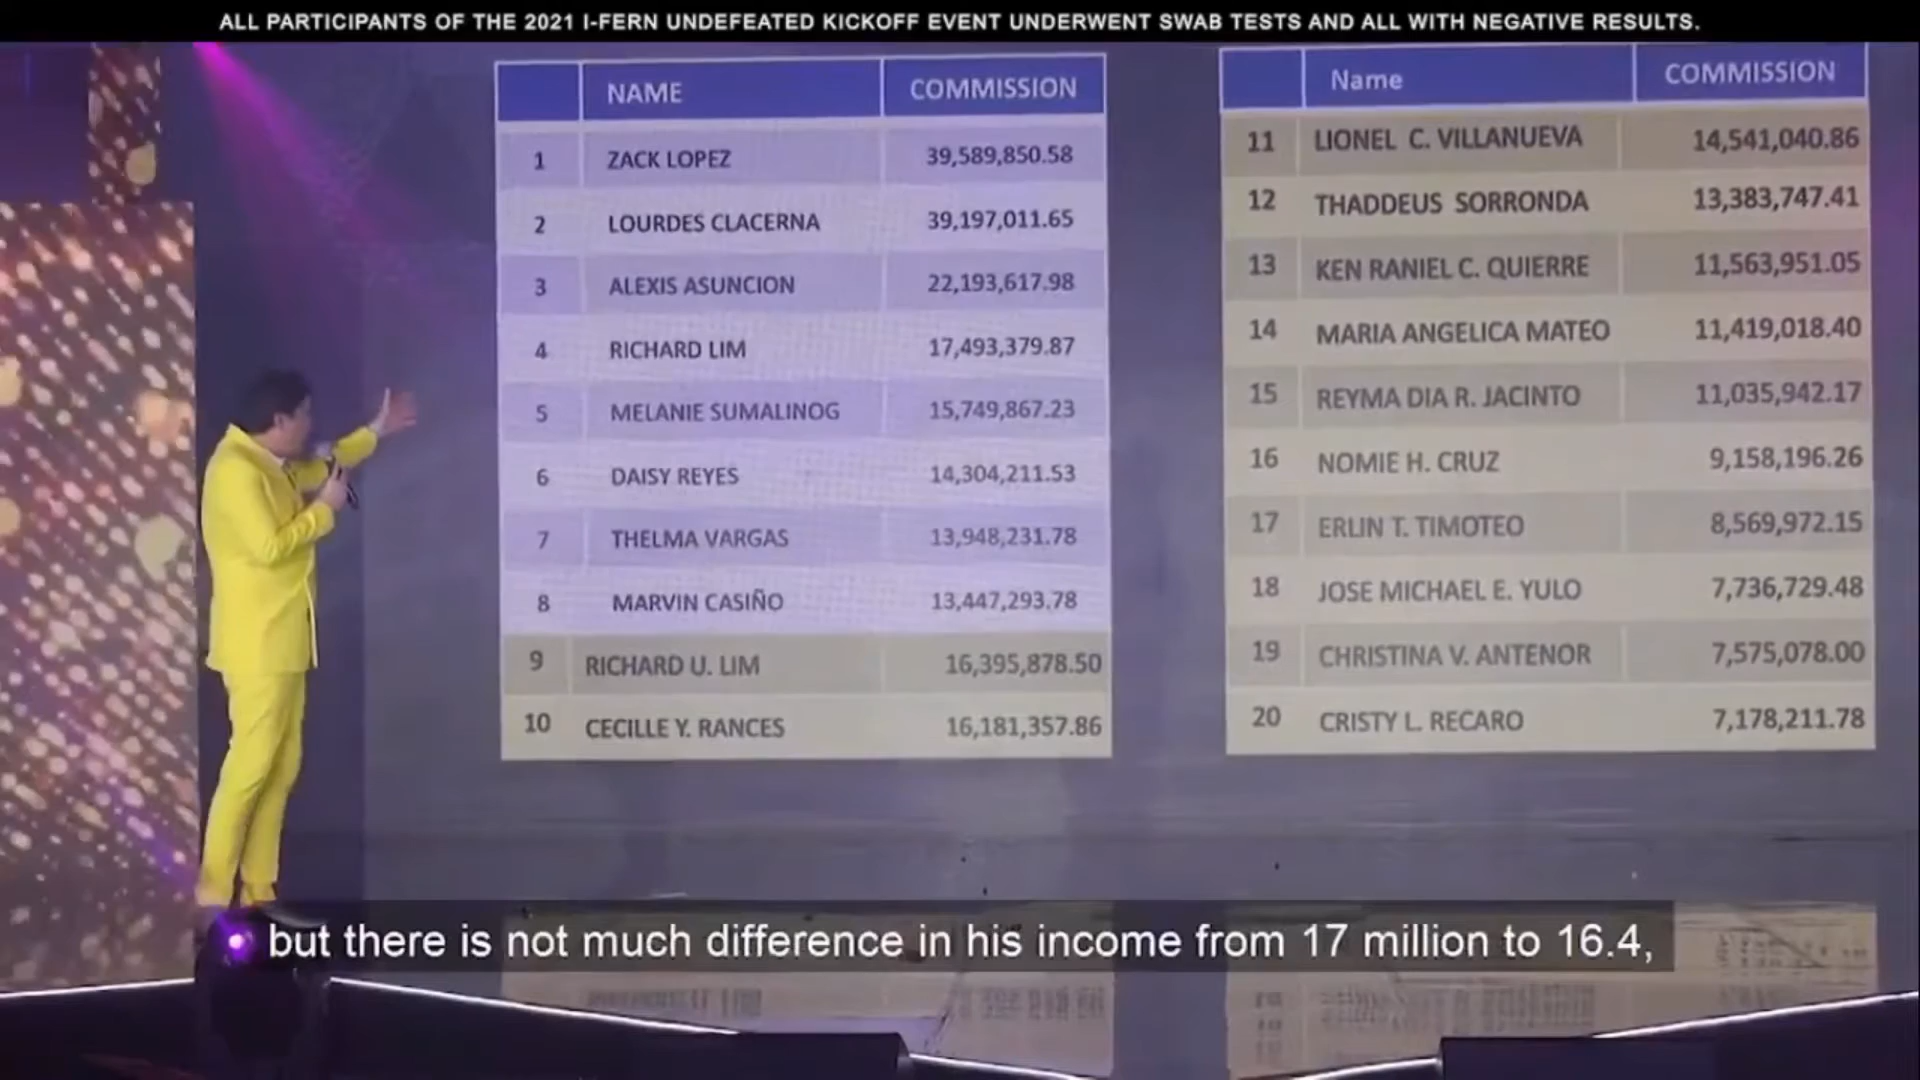 ALL PARTICIPANTS OF THE 2021 I-FERN UNDEFEATED KICKOFF EVENT UNDERWENT SWAB TESTS AND ALL WITH NEGATIVE RESULTS.
NAME COMMISSION
1 ZACK LOPEZ 39,589,850.58
2 LOURDES CLACERNA 39,197,011.65
3 ALEXIS ASUNCION 22,193,617.98
4 RICHARD LIM 17,493,379.87
5 MELANIE SUMALINOG 15,749,867.23
6 DAISY REYES 14,304,211.53
7 THELMA VARGAS 13,948,231.78
8 MARVIN CASIÑO 13,447,293.78
9 RICHARD U. LIM 16,395,878.50
10 CECILLE Y. RANCES 16,181,357.86
Name COMMISSION
11 LIONEL C. VILLANUEVA 14,541,040.86
12 THADDEUS SORRONDA 13,383,747.41
13 KEN RANIEL C. QUIERRE 11,563,951.05
14 MARIA ANGELICA MATEO 11,419,018.40
15 REYMA DIA R. JACINTO 11,035,942.17
16 NOMIE H. CRUZ 9,158,196.26
17 ERLIN T. TIMOTEO 8,569,972.15
18 JOSE MICHAEL E. YULO 7,736,729.48
19 CHRISTINA V. ANTENOR 7,575,078.00
20 CRISTY L. RECARO 7,178,211.78
but there is not much difference in his income from 17 million to 16.4,